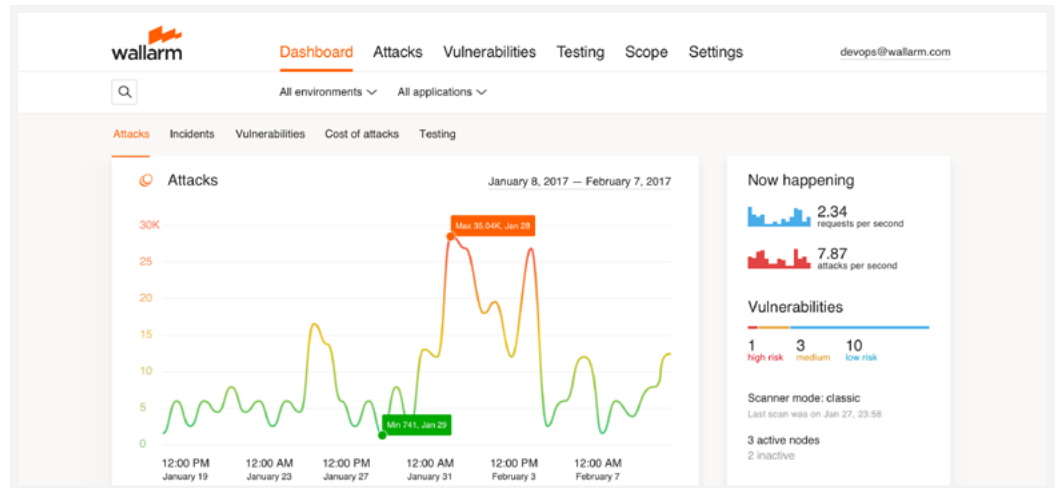 wallarm
Dashboard Attacks Vulnerabilities Testing Scope Settings
devops@wallarm.com
All environments All applications
Attacks Incidents Vulnerabilities Cost of attacks Testing
Attacks
January 8, 2017 — February 7, 2017
30K
25
20
15
10
5
0
Max 35.04K, Jan 28
Min 741, Jan 29
12:00 PM
January 19
12:00 AM
January 23
12:00 PM
January 27
12:00 AM
January 31
12:00 PM
February 3
12:00 AM
February 7
Now happening
2.34
requests per second
7.87
attacks per second
Vulnerabilities
1
high risk
3
medium
10
low risk
Scanner mode: classic
Last scan was on Jan 27, 23:58
3 active nodes
2 inactive